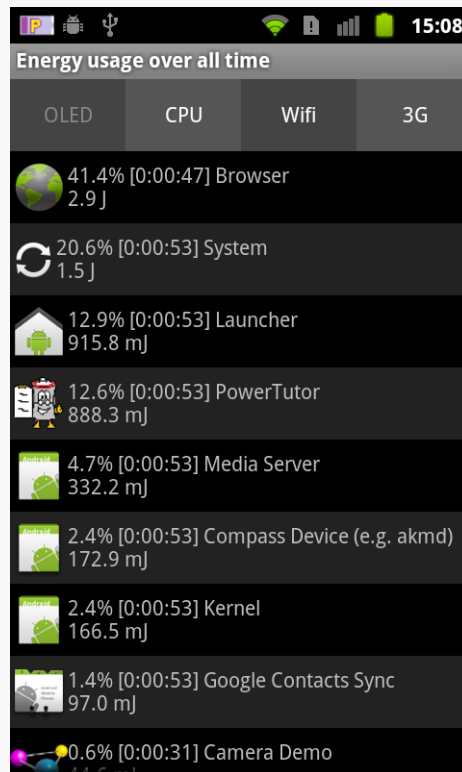 P
15:08
Energy usage over all time
OLED CPU Wifi 3G
41.4% [0:00:47] Browser
2.9 J
20.6% [0:00:53] System
1.5 J
12.9% [0:00:53] Launcher
915.8 mJ
12.6% [0:00:53] PowerTutor
888.3 mJ
Android
4.7% [0:00:53] Media Server
332.2 mJ
Android
2.4% [0:00:53] Compass Device (e.g. akmd)
172.9 mJ
Android
2.4% [0:00:53] Kernel
166.5 mJ
1.4% [0:00:53] Google Contacts Sync
97.0 mJ
0.6% [0:00:31] Camera Demo